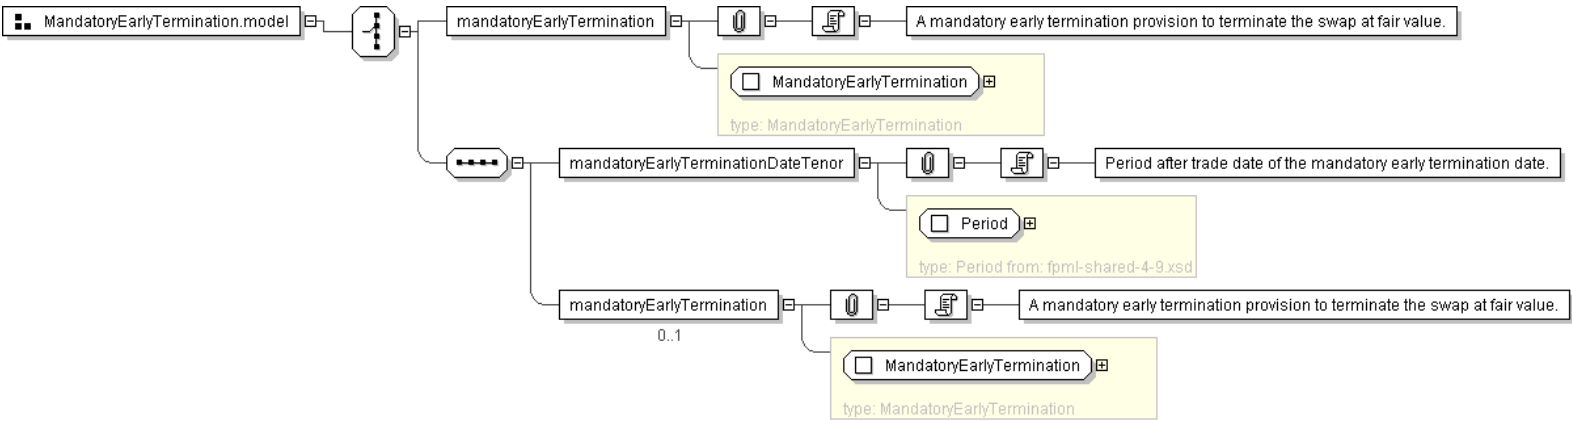 MandatoryEarlyTermination.model
mandatoryEarlyTermination
A mandatory early termination provision to terminate the swap at fair value.
MandatoryEarlyTermination
type: MandatoryEarlyTermination
mandatoryEarlyTerminationDateTenor
Period after trade date of the mandatory early termination date.
Period
type: Period from: fpml-shared-4-9.xsd
mandatoryEarlyTermination
A mandatory early termination provision to terminate the swap at fair value.
0..1
MandatoryEarlyTermination
type: MandatoryEarlyTermination